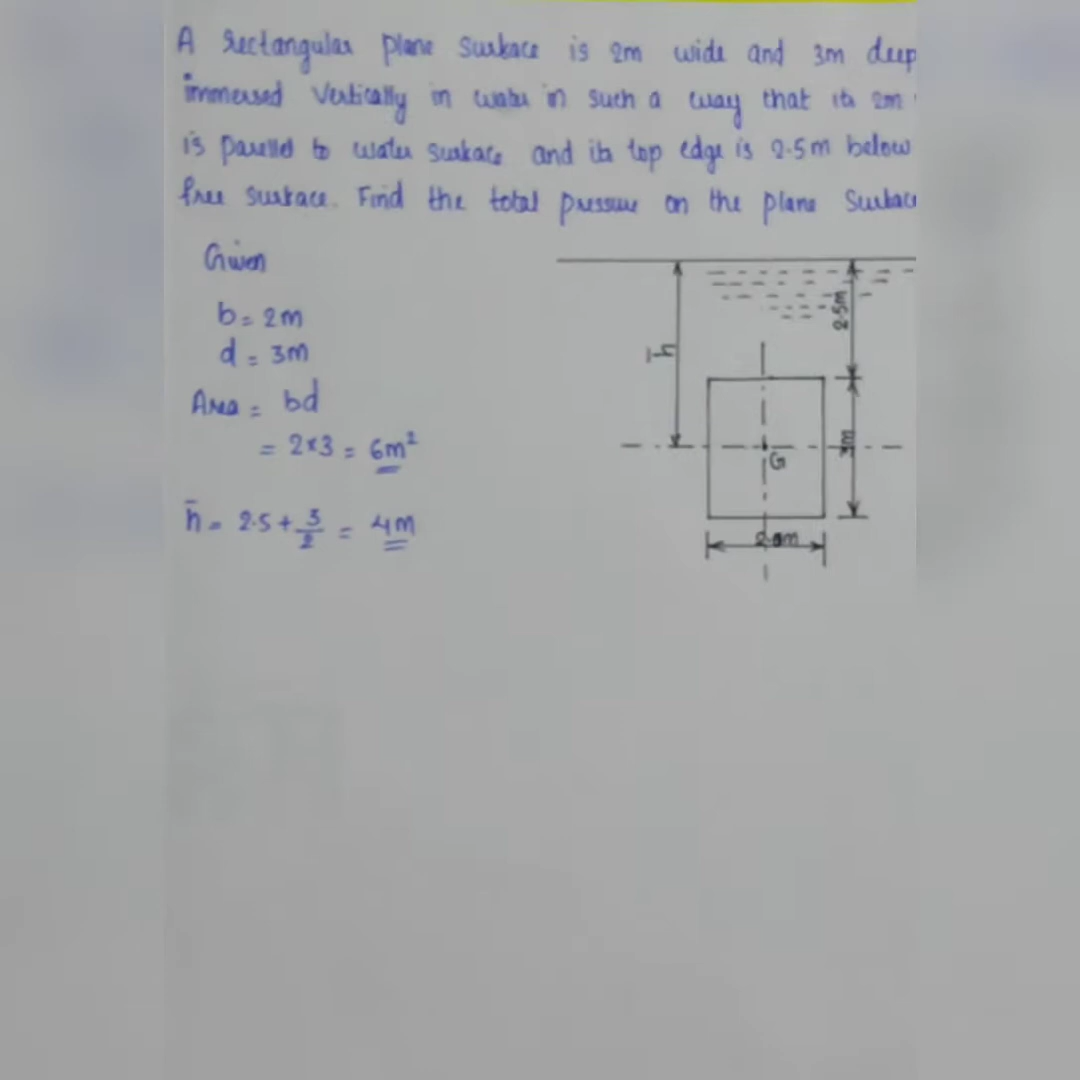 A rectangular plane surface is 2m wide and 3m deep
immersed vertically in water in such a way that its 2m
is parellel to water surface and its top edge is 2.5m below
free surface. Find the total pressure on the plane surface
Given
b = 2m
d = 3m
Area = bd
= 2×3 = 6m²
h̄ = 2.5 + 3/2 = 4m
h̄
2.5m
3m
G
2.0m